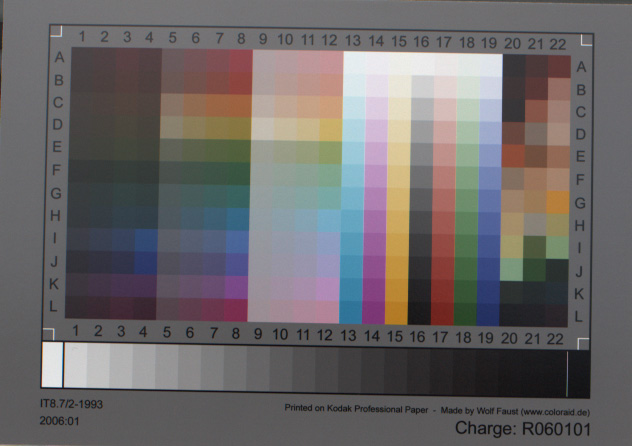 1 2 3 4 5 6 7 8 9 10 11 12 13 14 15 16 17 18 19 20 21 22
A A
B B
C C
D D
E E
F F
G G
H H
I I
J J
K K
L L
1 2 3 4 5 6 7 8 9 10 11 12 13 14 15 16 17 18 19 20 21 22
IT8.7/2-1993
Printed on Kodak Professional Paper - Made by Wolf Faust (www.coloraid.de)
2006:01
Charge: R060101